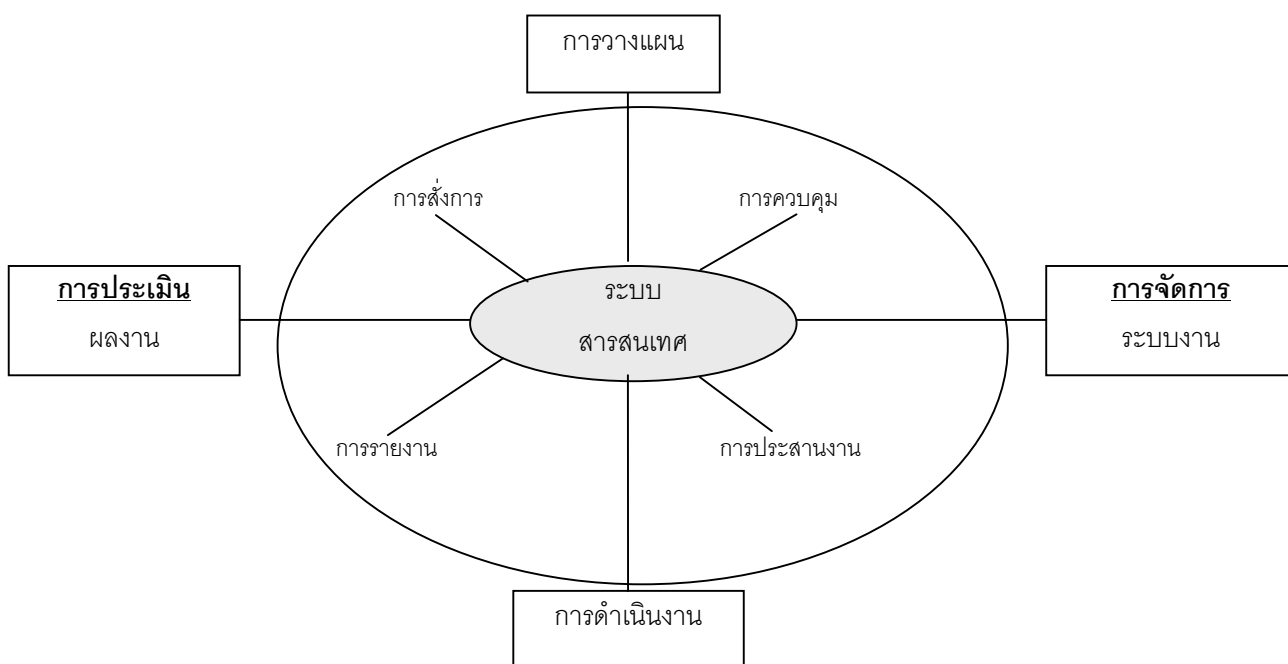 การวางแผน
การสั่งการ
การควบคุม
การประเมิน
ผลงาน
ระบบ
สารสนเทศ
การจัดการ
ระบบงาน
การรายงาน
การประสานงาน
การดำเนินงาน